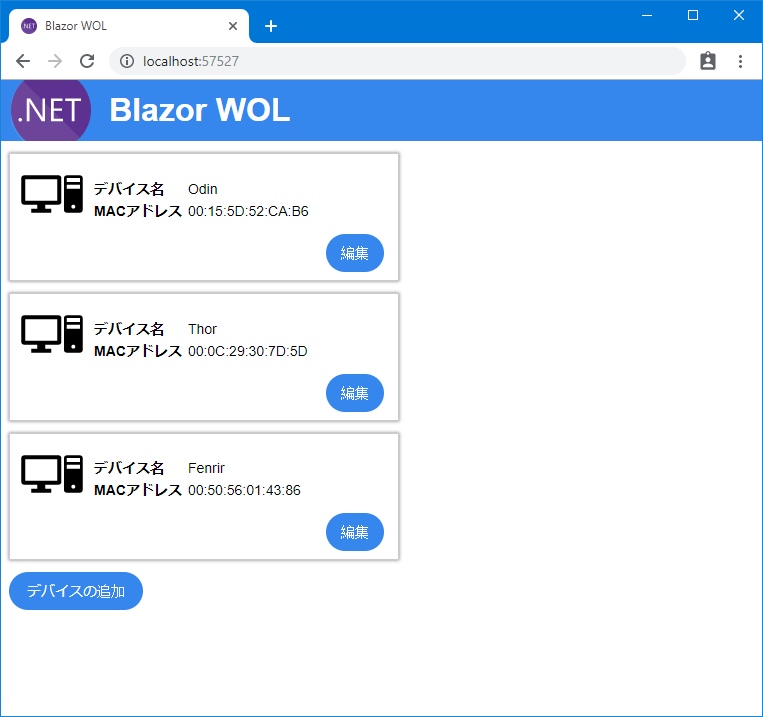 Blazor WOL
localhost:57527
.NET Blazor WOL
デバイス名 Odin
MACアドレス 00:15:5D:52:CA:B6
編集
デバイス名 Thor
MACアドレス 00:0C:29:30:7D:5D
編集
デバイス名 Fenrir
MACアドレス 00:50:56:01:43:86
編集
デバイスの追加